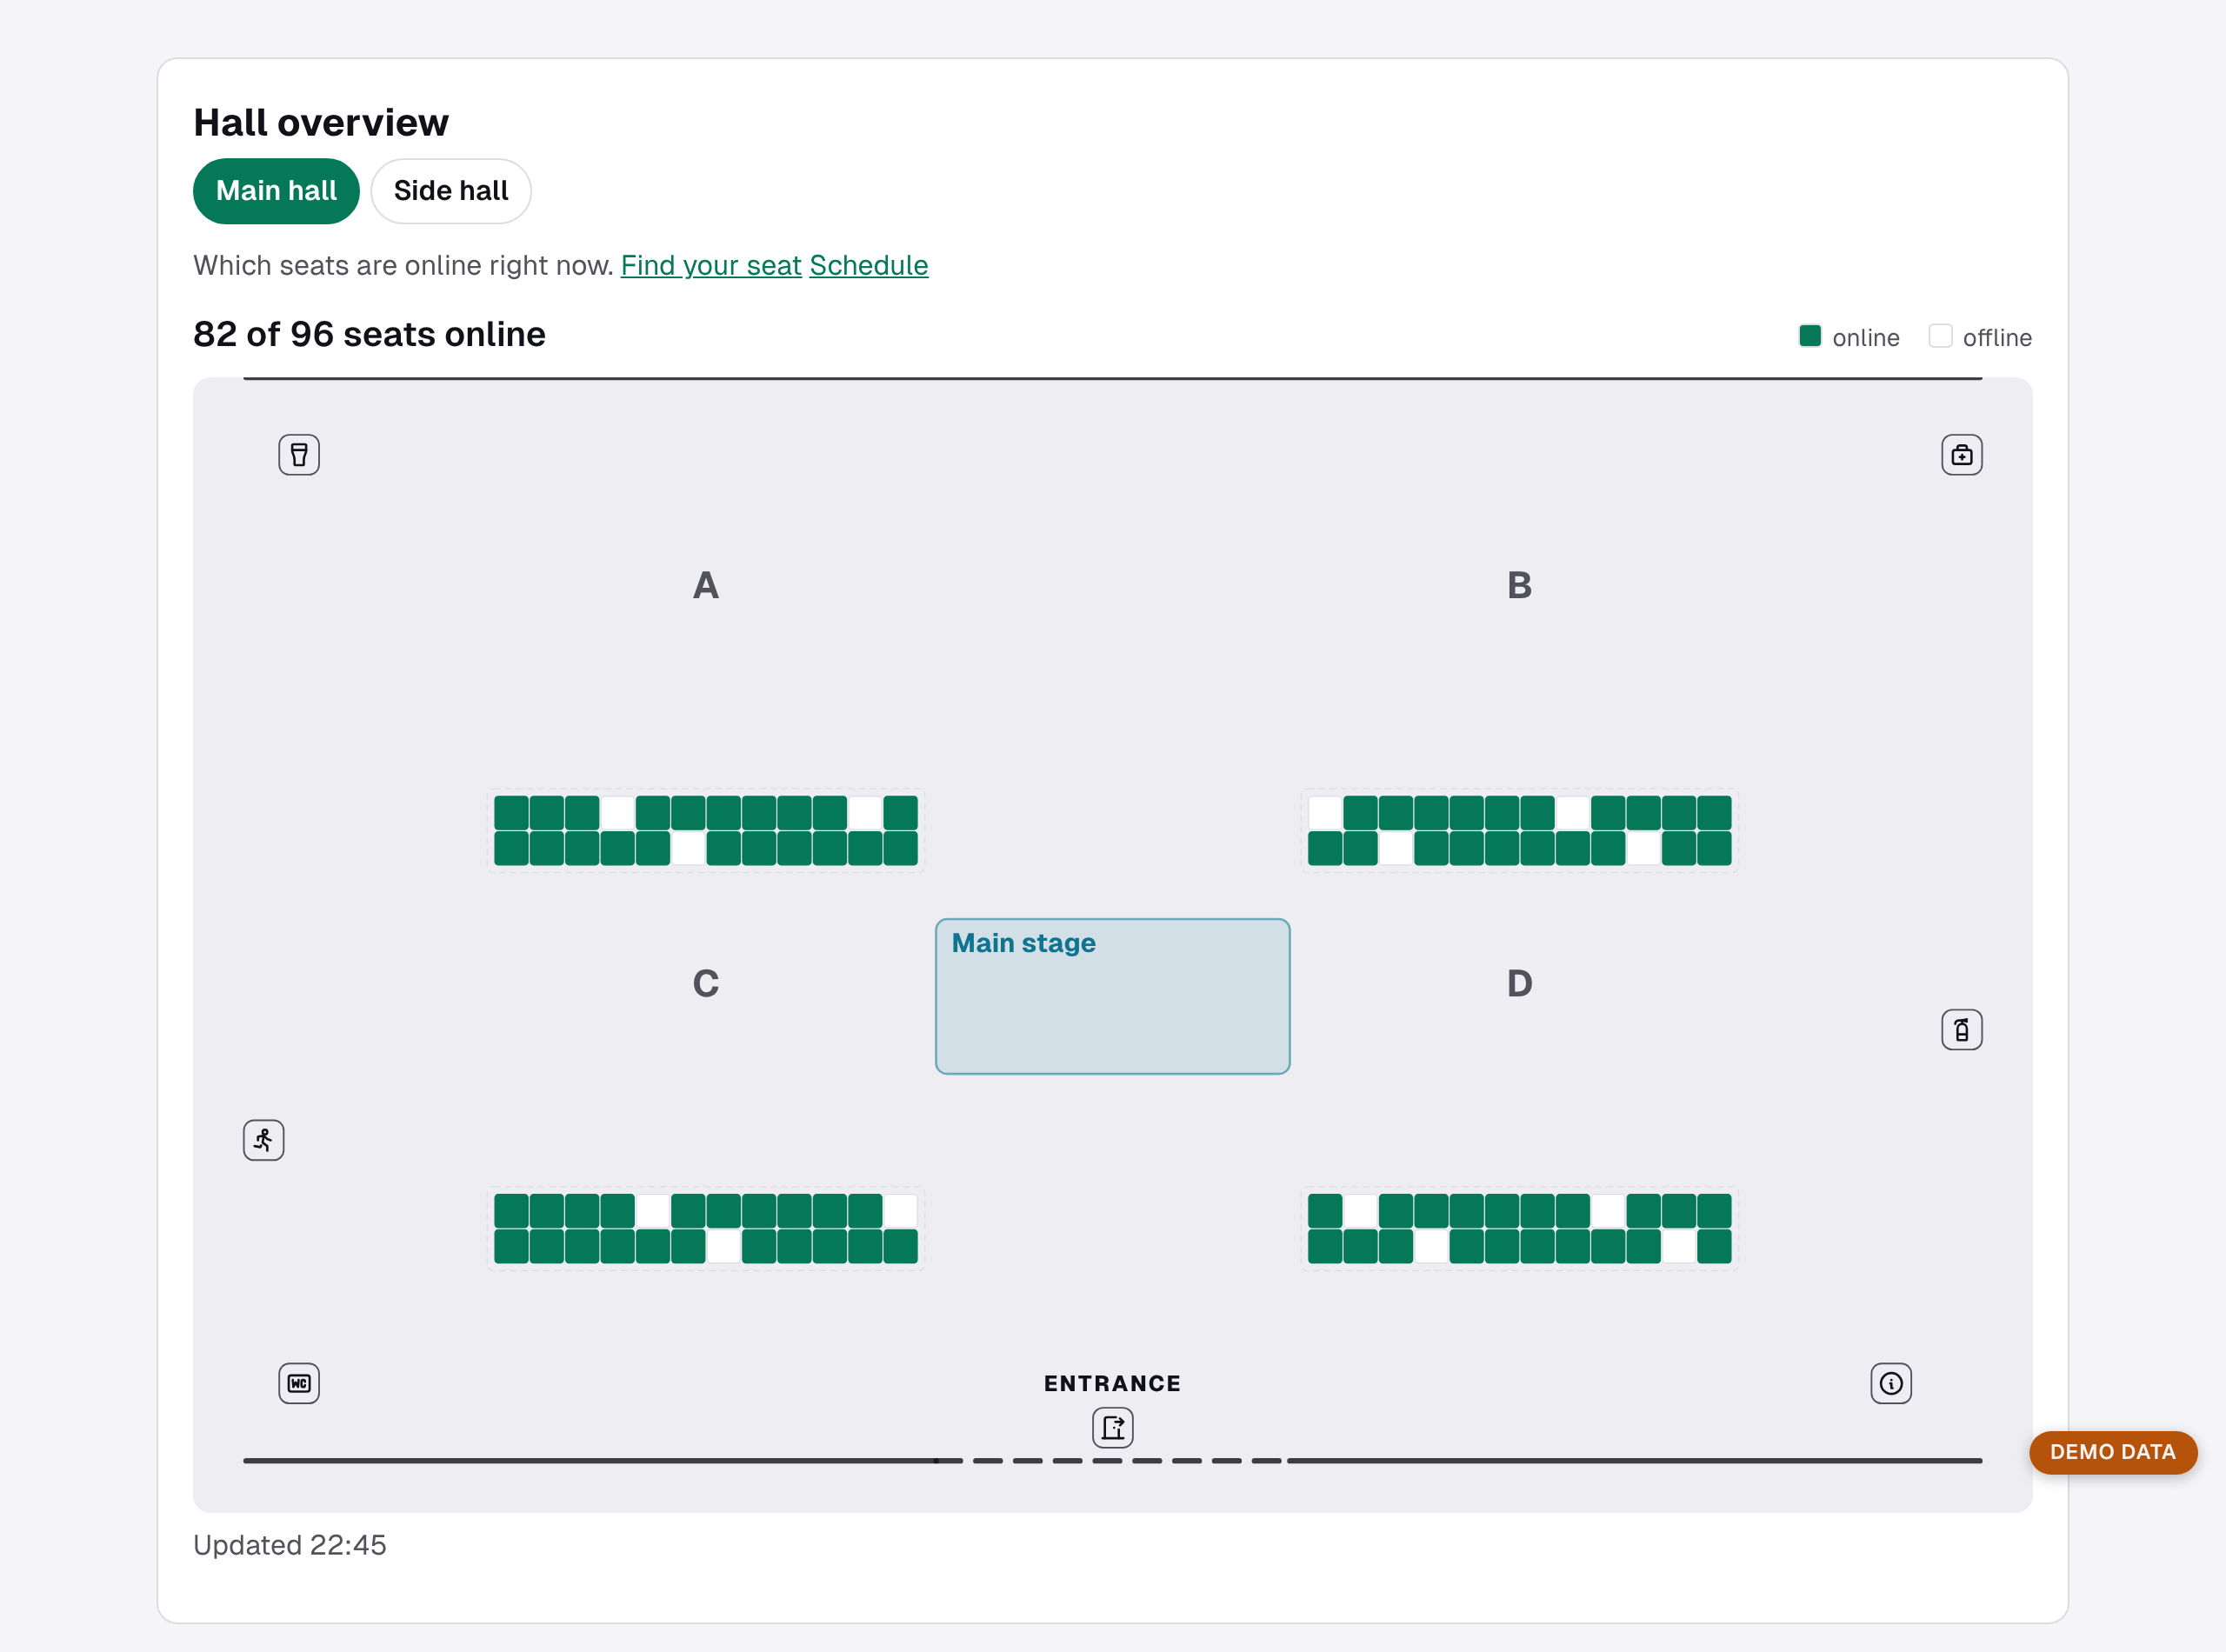 Hall overview
Main hall Side hall
Which seats are online right now. Find your seat Schedule
82 of 96 seats online
online offline
A B
Main stage
C D
WC
ENTRANCE
DEMO DATA
Updated 22:45